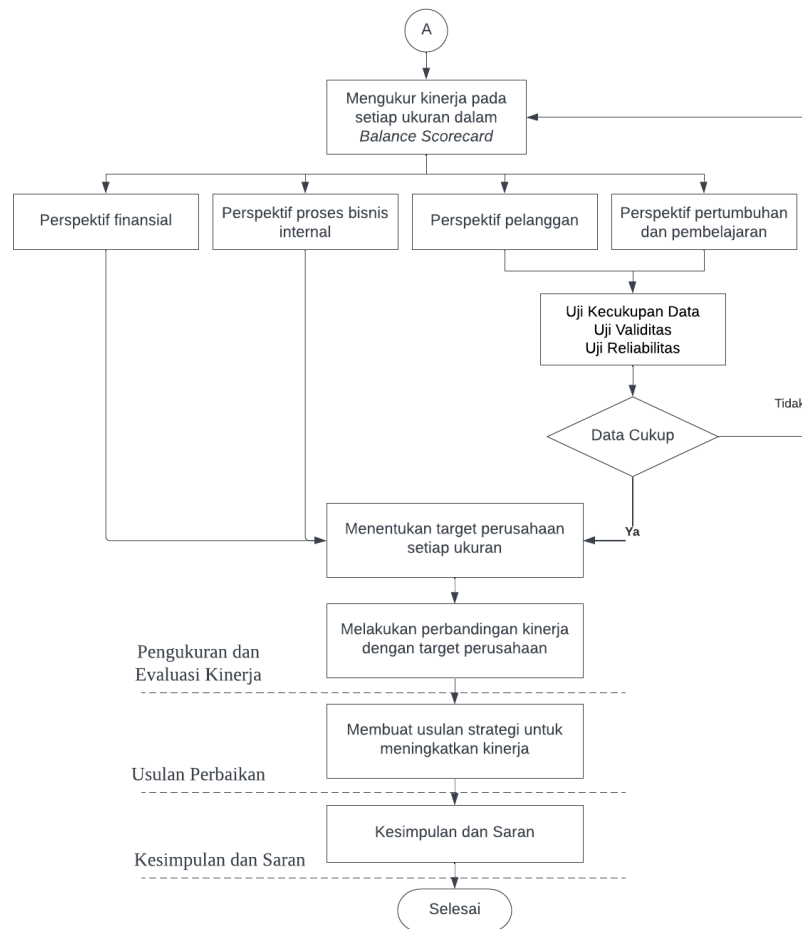 A
Mengukur kinerja pada
setiap ukuran dalam
Balance Scorecard
Perspektif finansial
Perspektif proses bisnis
internal
Perspektif pelanggan
Perspektif pertumbuhan
dan pembelajaran
Uji Kecukupan Data
Uji Validitas
Uji Reliabilitas
Data Cukup
Tidak
Ya
Menentukan target perusahaan
setiap ukuran
Melakukan perbandingan kinerja
dengan target perusahaan
Pengukuran dan
Evaluasi Kinerja
Membuat usulan strategi untuk
meningkatkan kinerja
Usulan Perbaikan
Kesimpulan dan Saran
Kesimpulan dan Saran
Selesai